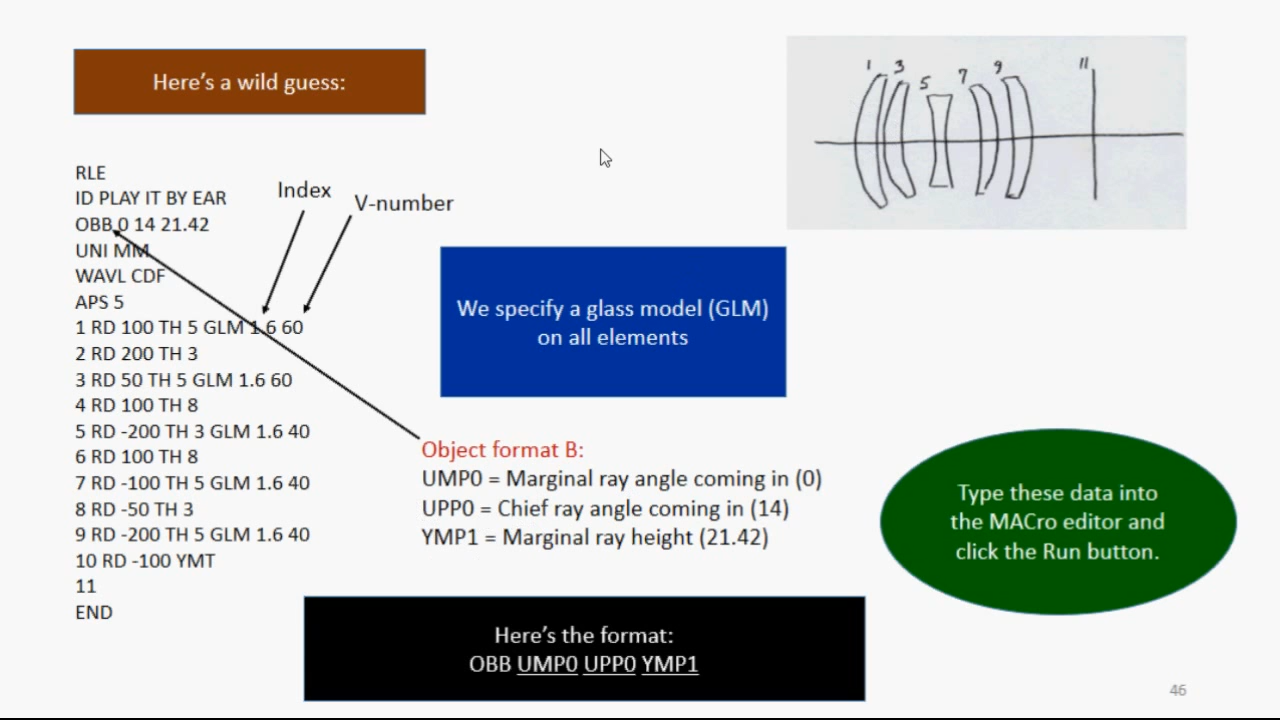 Here's a wild guess:
1 3 5 7 9 11
RLE
ID PLAY IT BY EAR
OBB 0 14 21.42
UNI MM
WAVL CDF
APS 5
1 RD 100 TH 5 GLM 1.6 60
2 RD 200 TH 3
3 RD 50 TH 5 GLM 1.6 60
4 RD 100 TH 8
5 RD -200 TH 3 GLM 1.6 40
6 RD 100 TH 8
7 RD -100 TH 5 GLM 1.6 40
8 RD -50 TH 3
9 RD -200 TH 5 GLM 1.6 40
10 RD -100 YMT
11
END
Index
V-number
We specify a glass model (GLM)
on all elements
Object format B:
UMP0 = Marginal ray angle coming in (0)
UPP0 = Chief ray angle coming in (14)
YMP1 = Marginal ray height (21.42)
Type these data into
the MACro editor and
click the Run button.
Here's the format:
OBB UMP0 UPP0 YMP1
46